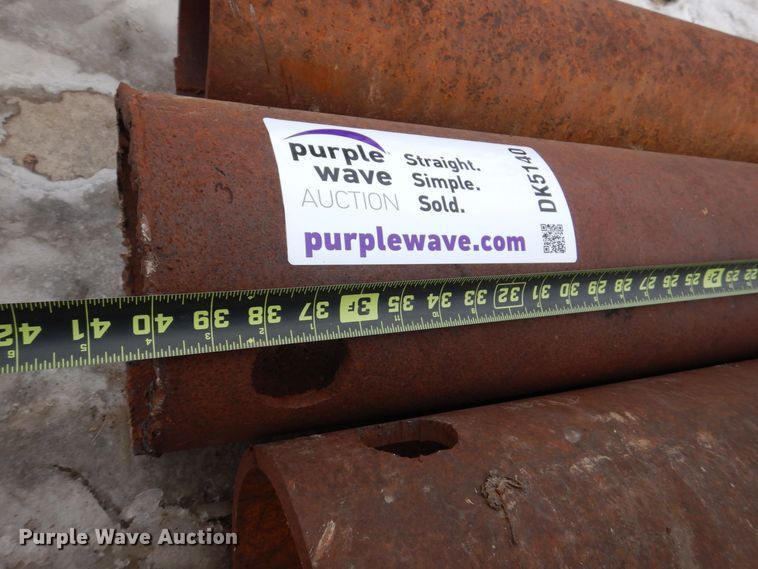 purple
wave
AUCTION
Straight.
Simple.
Sold.
purplewave.com
DK5140
42 41 40 39 38 37 3F 35 34 33 32 31 30 29 28 27 26 25 2F 23 22
Purple Wave Auction